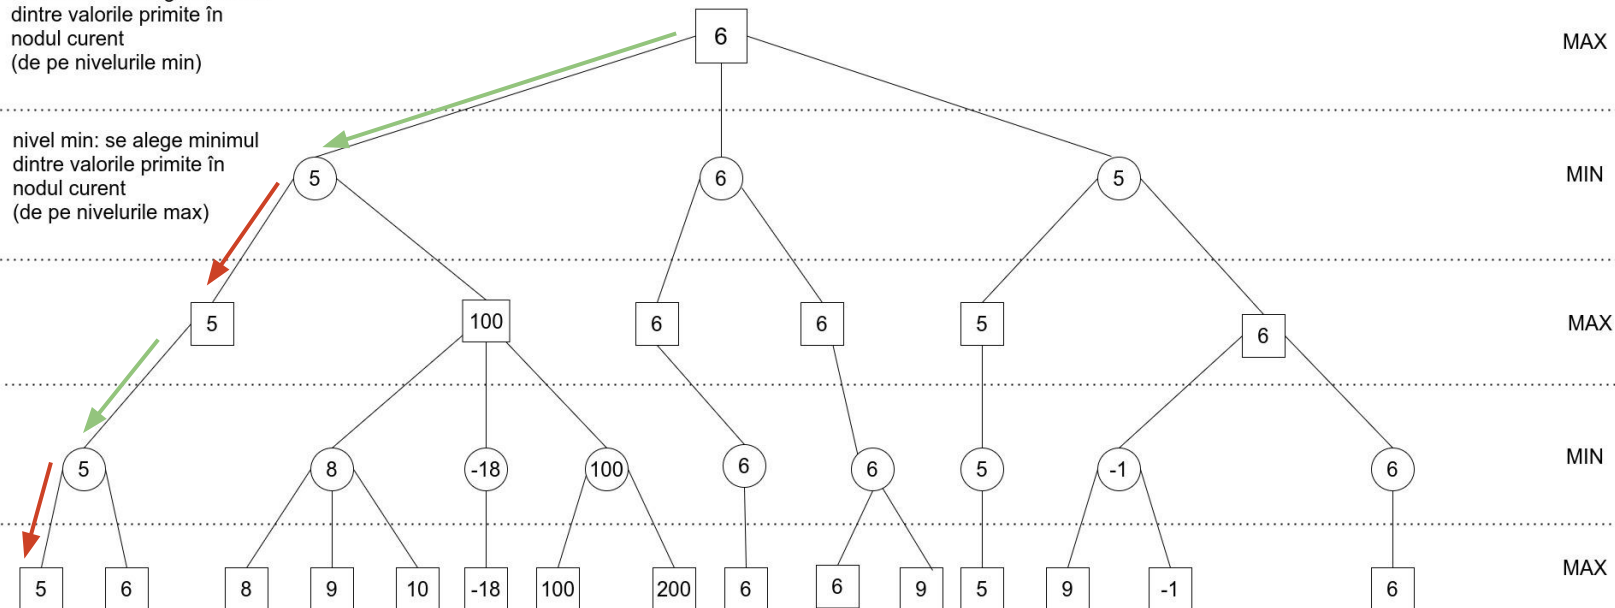 dintre valorile primite în
nodul curent
(de pe nivelurile min)
6
MAX
nivel min: se alege minimul
dintre valorile primite în
nodul curent
(de pe nivelurile max)
5
6
5
MIN
5
100
6
6
5
6
MAX
5
8
-18
100
6
6
5
-1
6
MIN
5
6
8
9
10
-18
100
200
6
6
9
5
9
-1
6
MAX